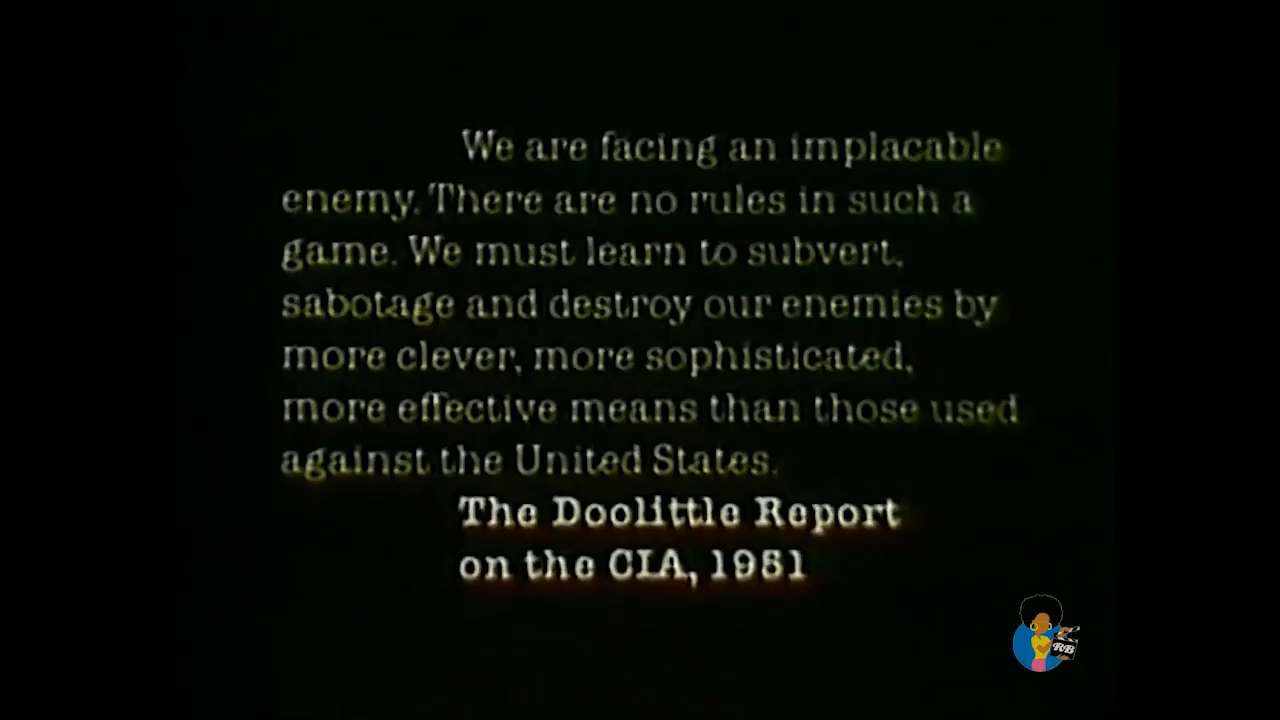 We are facing an implacable
enemy. There are no rules in such a
game. We must learn to subvert,
sabotage and destroy our enemies by
more clever, more sophisticated,
more effective means than those used
against the United States.
The Doolittle Report
on the CIA, 1951
RB